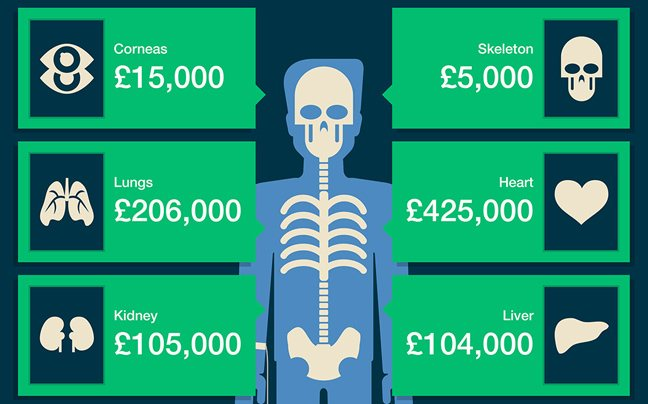 Corneas
£15,000
Skeleton
£5,000
Lungs
£206,000
Heart
£425,000
Kidney
£105,000
Liver
£104,000